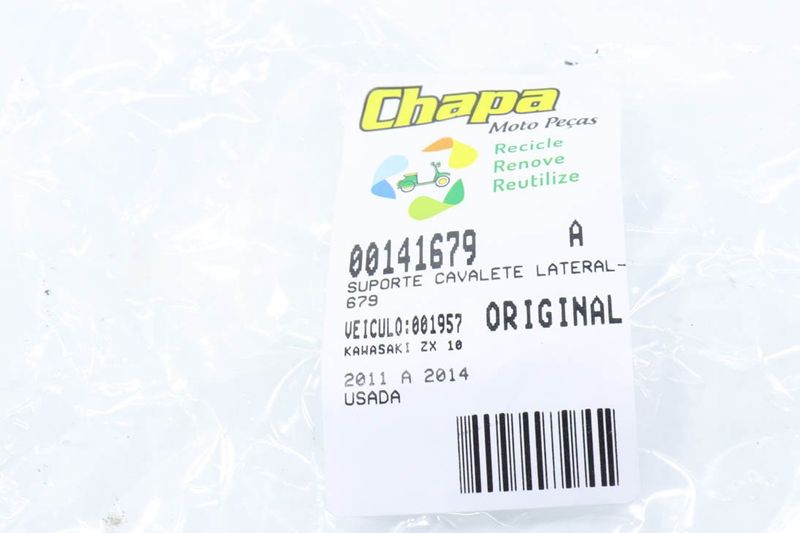 Chapa
Moto Peças
Recicle
Renove
Reutilize
00141679 A
SUPORTE CAVALETE LATERAL-
679
VEICULO:001957 ORIGINAL
KAWASAKI ZX 10
2011 A 2014
USADA